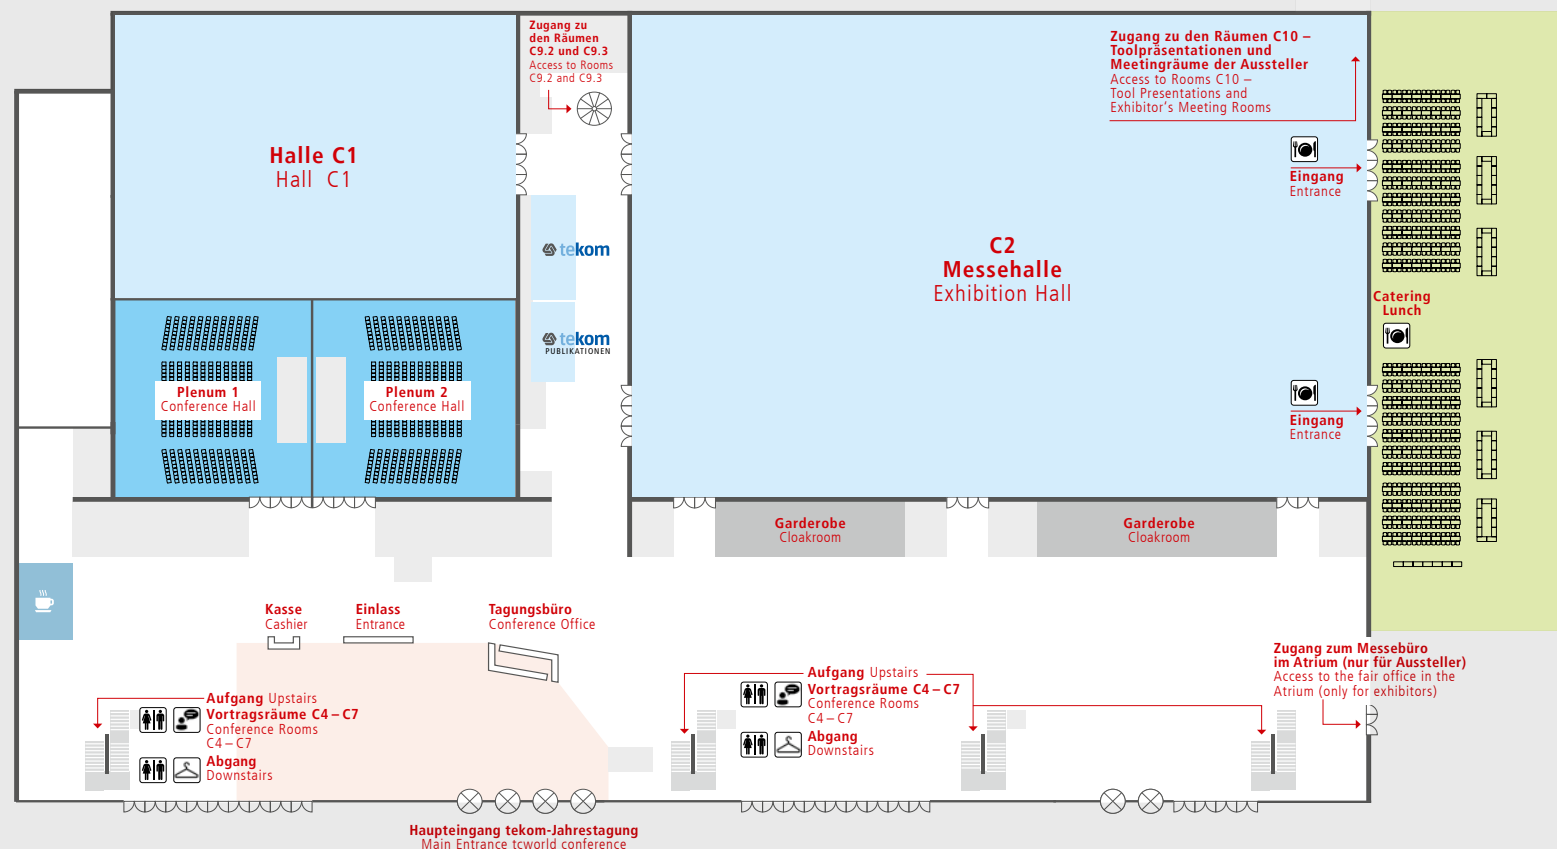 Zugang zu
den Räumen
C9.2 und C9.3
Access to Rooms
C9.2 and C9.3
Zugang zu den Räumen C10 –
Toolpräsentationen und
Meetingräume der Aussteller
Access to Rooms C10 –
Tool Presentations and
Exhibitor's Meeting Rooms
Halle C1
Hall C1
Eingang
Entrance
tekom
C2
Messehalle
Exhibition Hall
Catering
Lunch
tekom
PUBLIKATIONEN
Plenum 1
Conference Hall
Plenum 2
Conference Hall
Eingang
Entrance
Garderobe
Cloakroom
Garderobe
Cloakroom
Kasse
Cashier
Einlass
Entrance
Tagungsbüro
Conference Office
Zugang zum Messebüro
im Atrium (nur für Aussteller)
Access to the fair office in the
Atrium (only for exhibitors)
Aufgang Upstairs
Vortragsräume C4 – C7
Conference Rooms
C4 – C7
Abgang
Downstairs
Aufgang Upstairs
Vortragsräume C4 – C7
Conference Rooms
C4 – C7
Abgang
Downstairs
Haupteingang tekom-Jahrestagung
Main Entrance tcworld conference